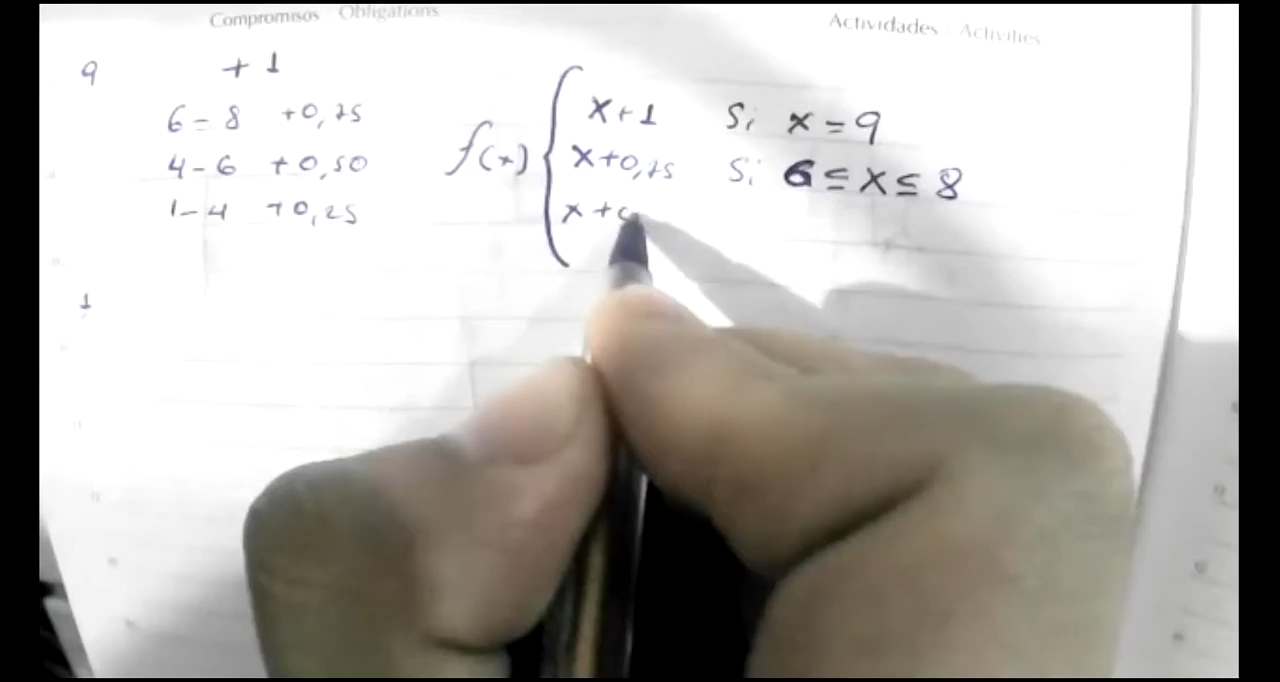 Compromisos / Obligations
Actividades / Activities
9 + 1
6 = 8 +0,75
4 - 6 +0,50
1 - 4 +0,25
1
f(x) {
x+1 Si x = 9
x+0,75 Si 6 ≤ x ≤ 8
x +